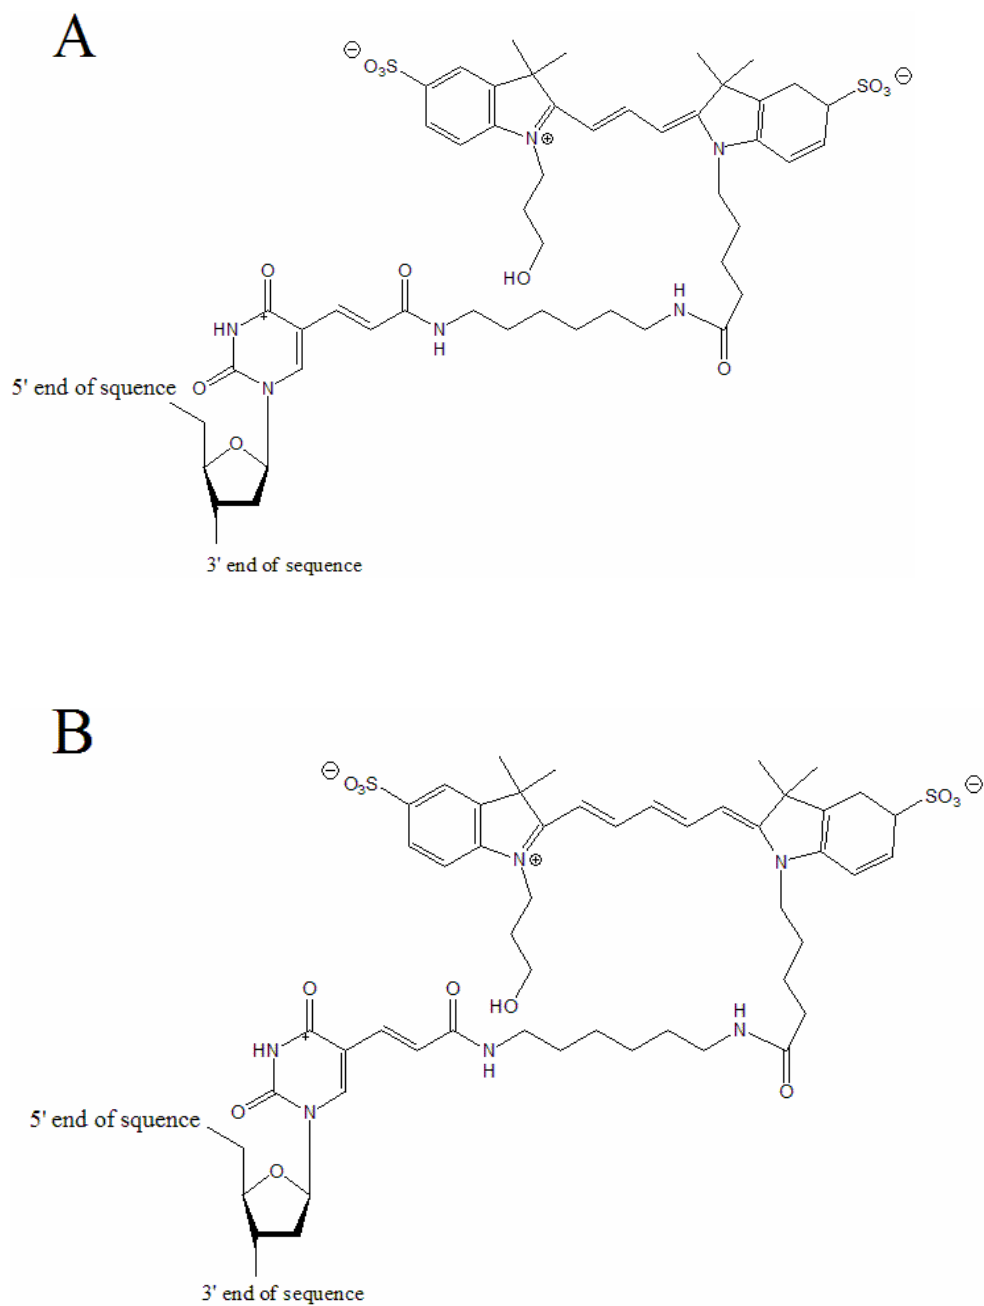 A
⊖ O₃S SO₃ ⊖
N⊕ N
HO
O O H
HN + N N
H
O N O
5' end of squence
O
3' end of sequence
B
⊖ O₃S SO₃ ⊖
N⊕ N
HO
O O H
HN + N N
H
O N O
5' end of squence
O
3' end of sequence